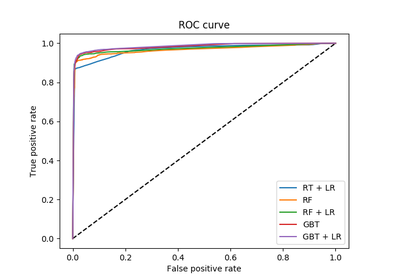 ROC curve
True positive rate
1.0
0.8
0.6
0.4
0.2
0.0
RT + LR
RF
RF + LR
GBT
GBT + LR
0.0 0.2 0.4 0.6 0.8 1.0
False positive rate